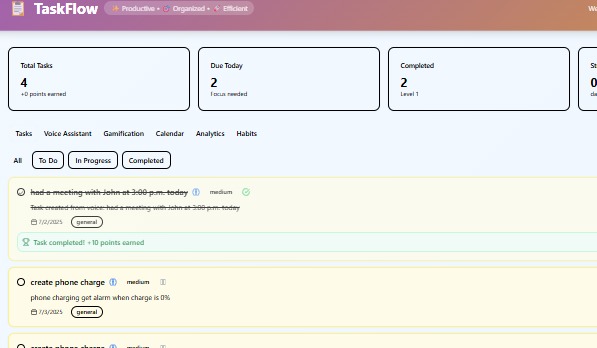 TaskFlow
Productive • Organized • Efficient
We
Total Tasks
4
+0 points earned
Due Today
2
Focus needed
Completed
2
Level 1
St
0
da
Tasks Voice Assistant Gamification Calendar Analytics Habits
All To Do In Progress Completed
had a meeting with John at 3:00 p.m. today medium
Task created from voice: had a meeting with John at 3:00 p.m. today
7/2/2025 general
Task completed! +10 points earned
create phone charge medium
phone charging get alarm when charge is 0%
7/3/2025 general
create phone charge medium